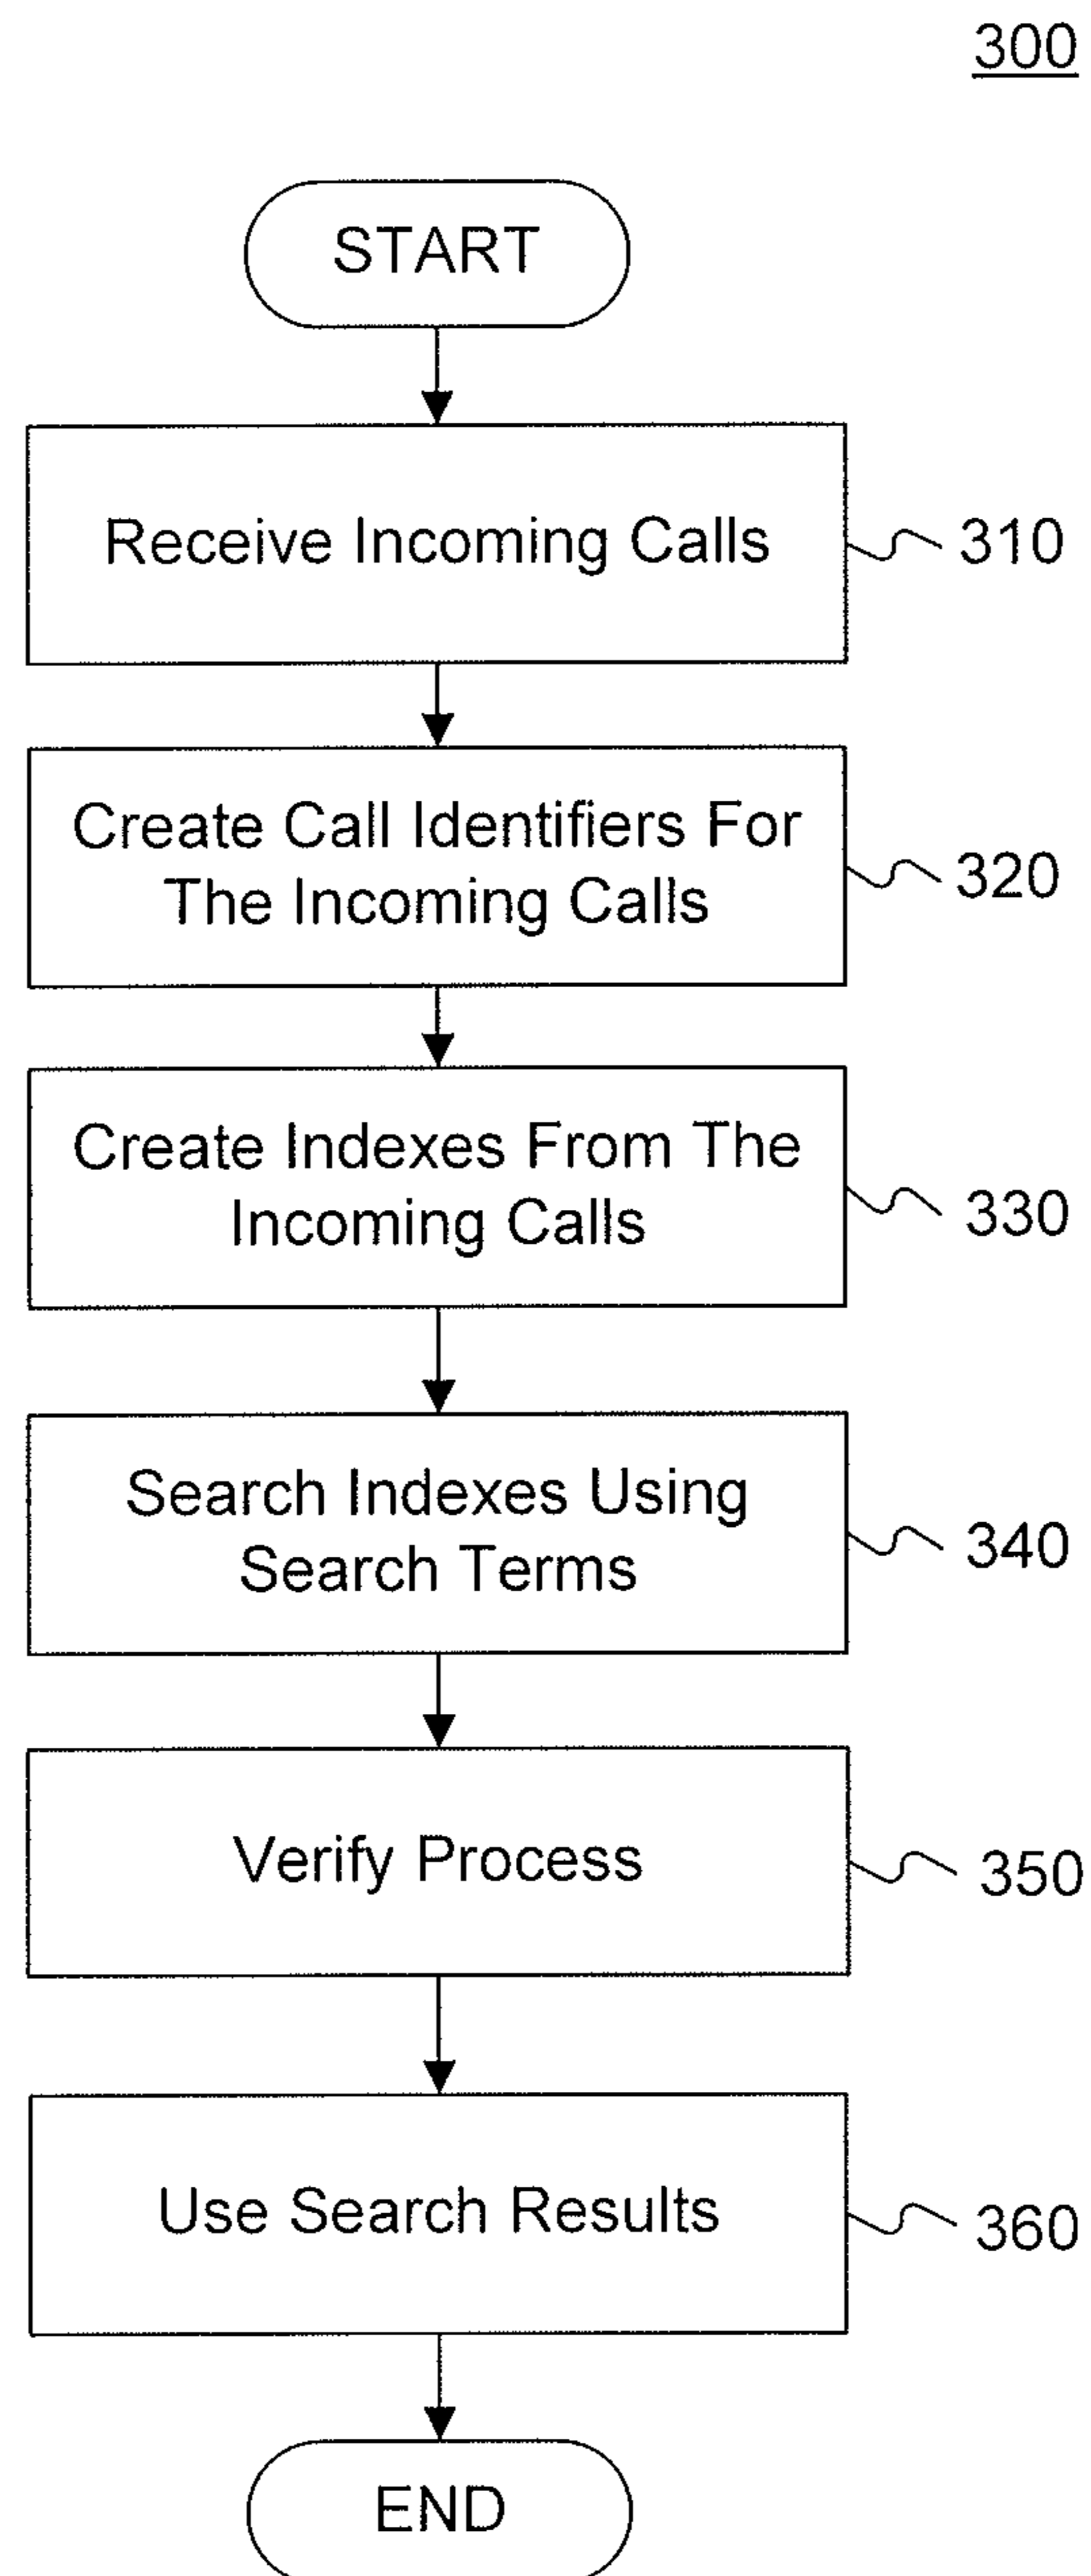 300
START
Receive Incoming Calls
310
Create Call Identifiers For
The Incoming Calls
320
Create Indexes From The
Incoming Calls
330
Search Indexes Using
Search Terms
340
Verify Process
350
Use Search Results
360
END